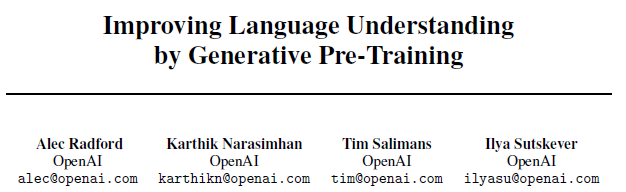 Improving Language Understanding
by Generative Pre-Training
Alec Radford Karthik Narasimhan Tim Salimans Ilya Sutskever
OpenAI OpenAI OpenAI OpenAI
alec@openai.com karthikn@openai.com tim@openai.com ilyasu@openai.com